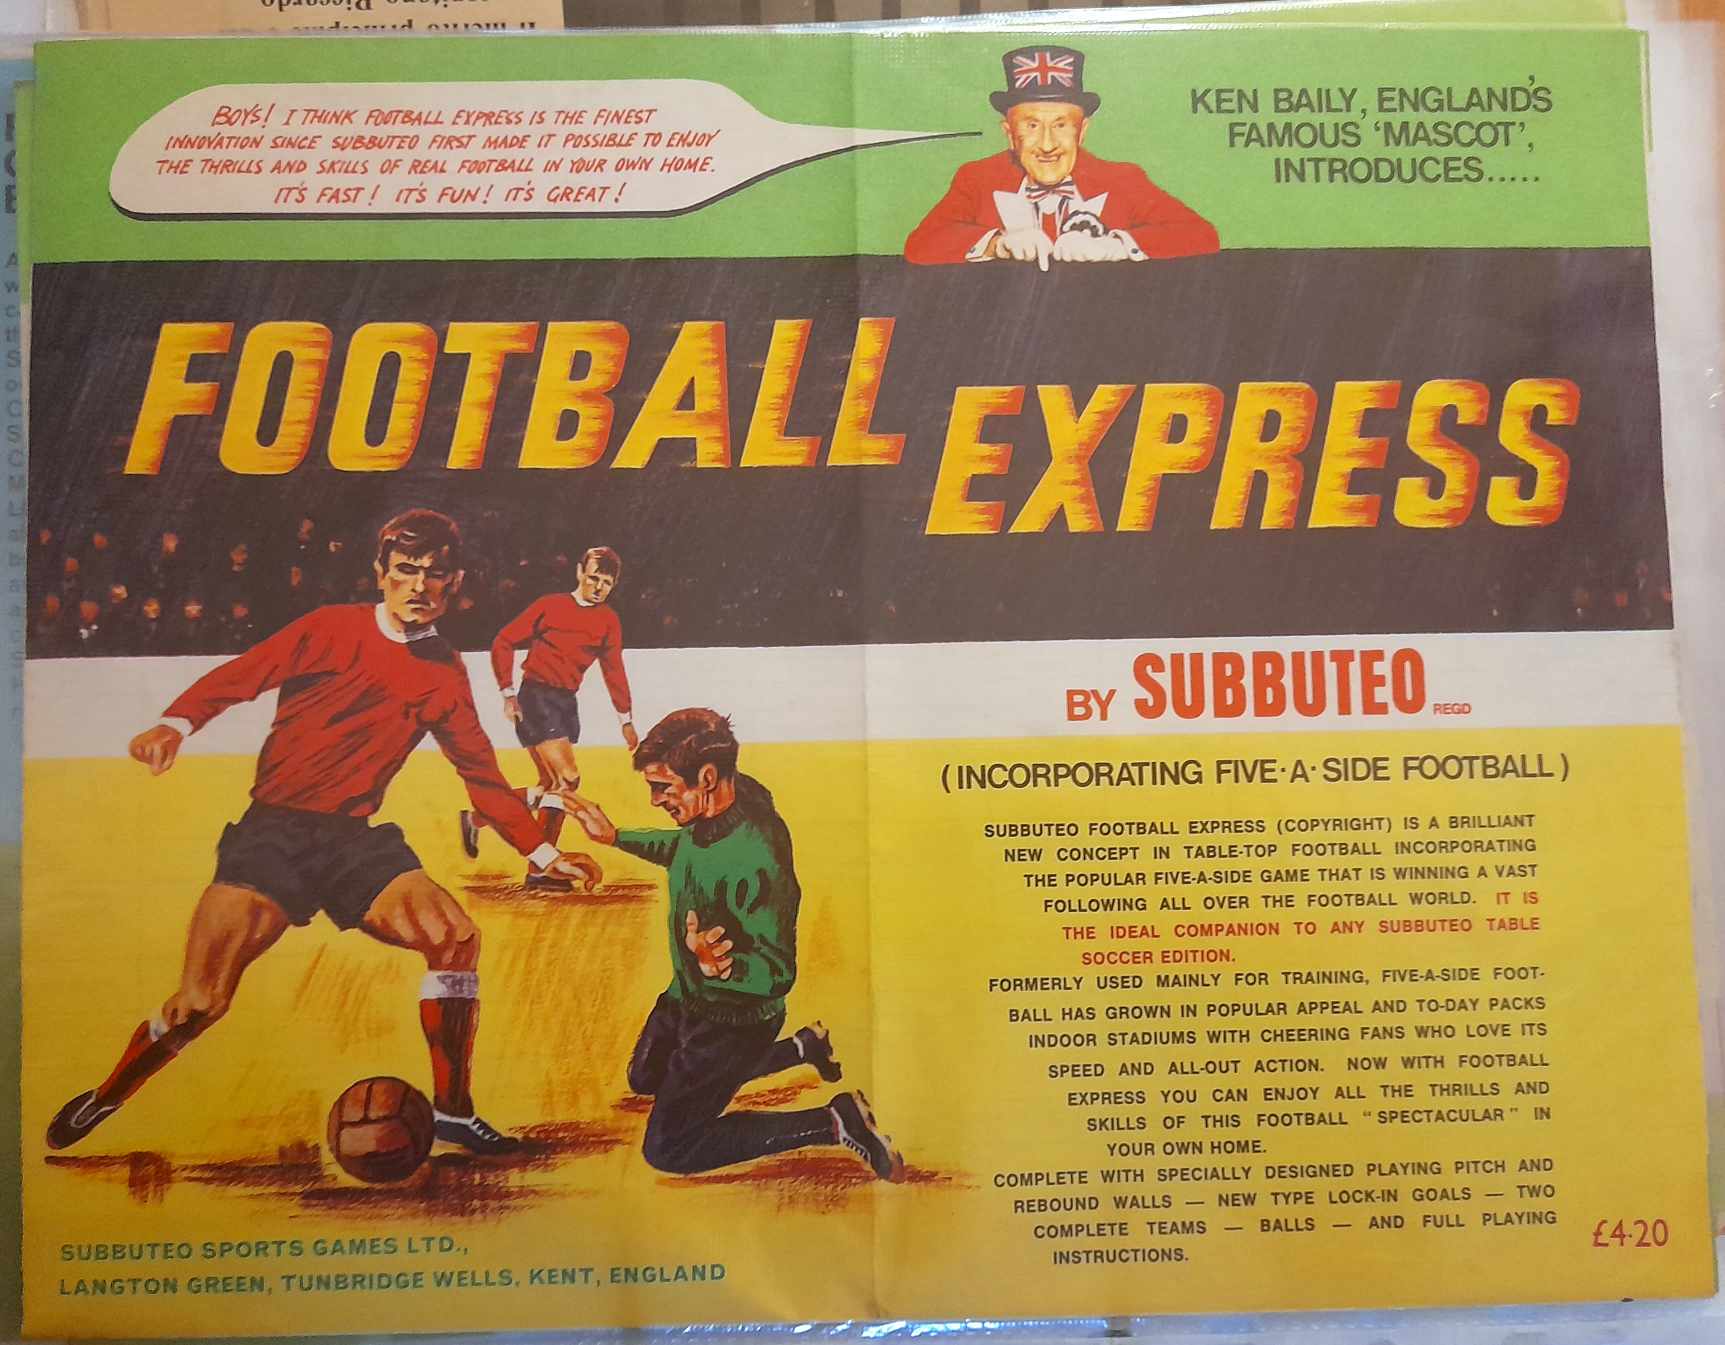 BOYS! I THINK FOOTBALL EXPRESS IS THE FINEST
INNOVATION SINCE SUBBUTEO FIRST MADE IT POSSIBLE TO ENJOY
THE THRILLS AND SKILLS OF REAL FOOTBALL IN YOUR OWN HOME.
IT'S FAST! IT'S FUN! IT'S GREAT!
KEN BAILY, ENGLAND'S
FAMOUS 'MASCOT',
INTRODUCES.....
FOOTBALL
EXPRESS
BY SUBBUTEO REGD
(INCORPORATING FIVE·A·SIDE FOOTBALL)
SUBBUTEO FOOTBALL EXPRESS (COPYRIGHT) IS A BRILLIANT
NEW CONCEPT IN TABLE-TOP FOOTBALL INCORPORATING
THE POPULAR FIVE-A-SIDE GAME THAT IS WINNING A VAST
FOLLOWING ALL OVER THE FOOTBALL WORLD. IT IS
THE IDEAL COMPANION TO ANY SUBBUTEO TABLE
SOCCER EDITION.
FORMERLY USED MAINLY FOR TRAINING, FIVE-A-SIDE FOOT-
BALL HAS GROWN IN POPULAR APPEAL AND TO-DAY PACKS
INDOOR STADIUMS WITH CHEERING FANS WHO LOVE ITS
SPEED AND ALL-OUT ACTION. NOW WITH FOOTBALL
EXPRESS YOU CAN ENJOY ALL THE THRILLS AND
SKILLS OF THIS FOOTBALL "SPECTACULAR" IN
YOUR OWN HOME.
COMPLETE WITH SPECIALLY DESIGNED PLAYING PITCH AND
REBOUND WALLS — NEW TYPE LOCK-IN GOALS — TWO
COMPLETE TEAMS — BALLS — AND FULL PLAYING
INSTRUCTIONS.
£4·20
SUBBUTEO SPORTS GAMES LTD.,
LANGTON GREEN, TUNBRIDGE WELLS, KENT, ENGLAND